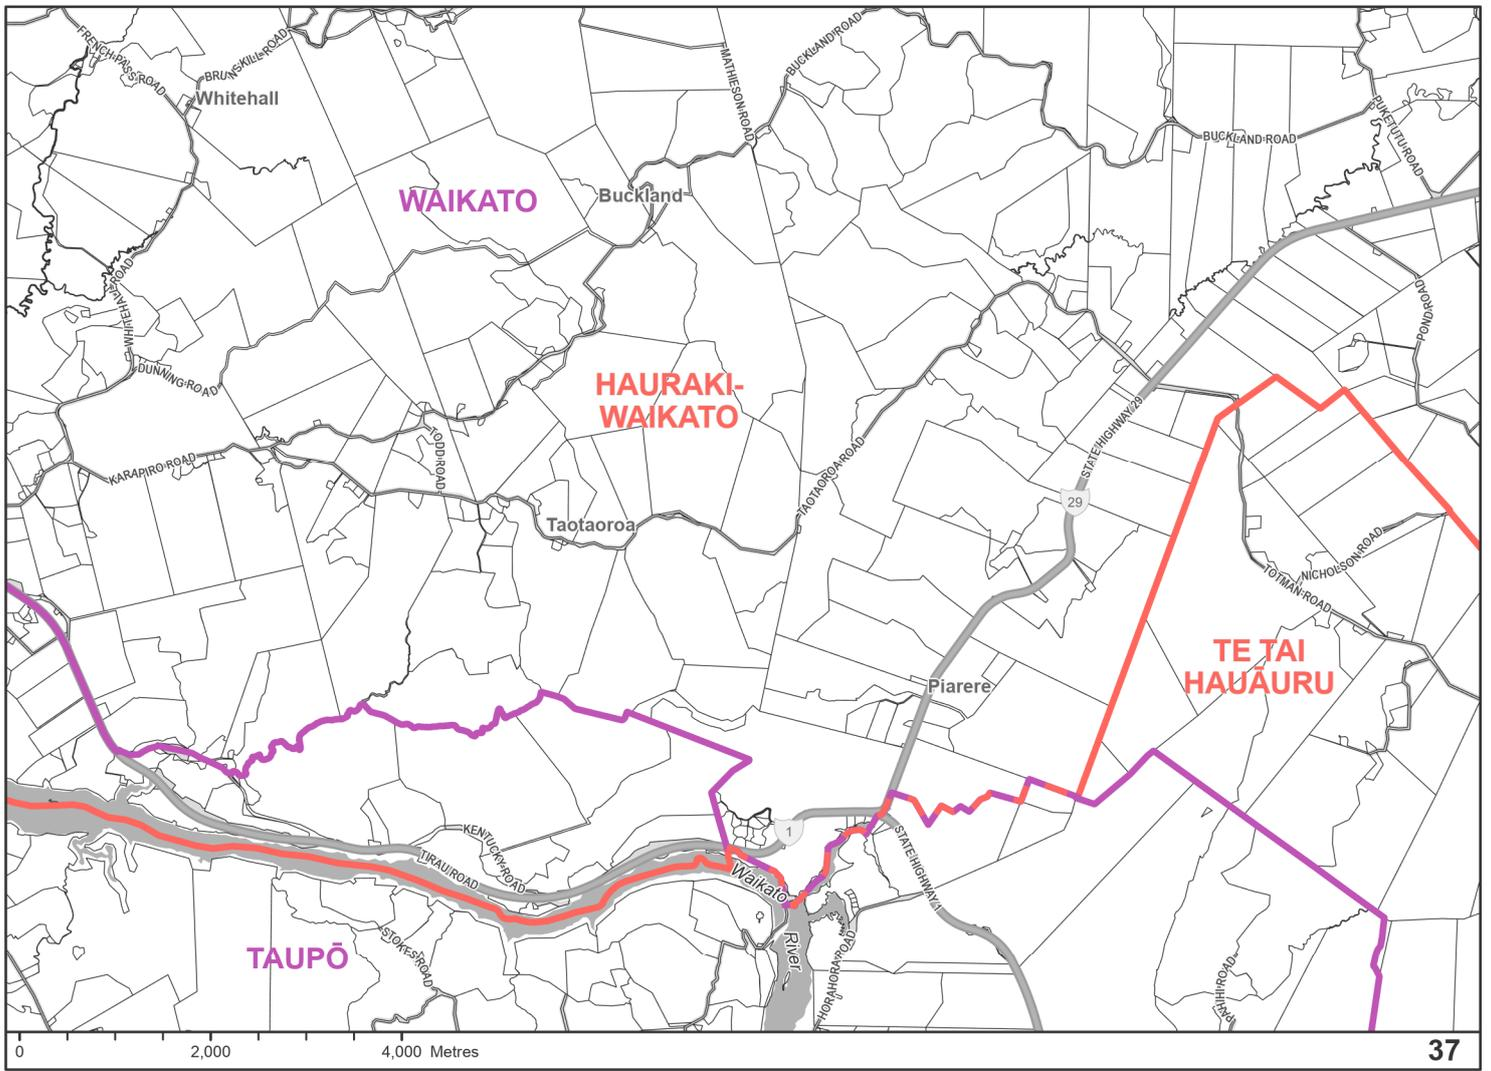 FRENCH PASS ROAD
BRUNSKILL ROAD
Whitehall
MATHIESON ROAD
BUCKLAND ROAD
BUCKLAND ROAD
PUKETUTU ROAD
WAIKATO
Buckland
WHITEHALL ROAD
POND ROAD
DUNNING ROAD
HAURAKI-
WAIKATO
STATE HIGHWAY 29
KARAPIRO ROAD
TODD ROAD
TAOTAOROA ROAD
29
Taotaoroa
NICHOLSON ROAD
TOTMAN ROAD
TE TAI
HAUĀURU
Piarere
1
KENTUCKY ROAD
TIRAU ROAD
STATE HIGHWAY 1
Waikato
River
TAUPŌ
STOKES ROAD
HORAHORA ROAD
PAIHIHI ROAD
0 2,000 4,000 Metres
37